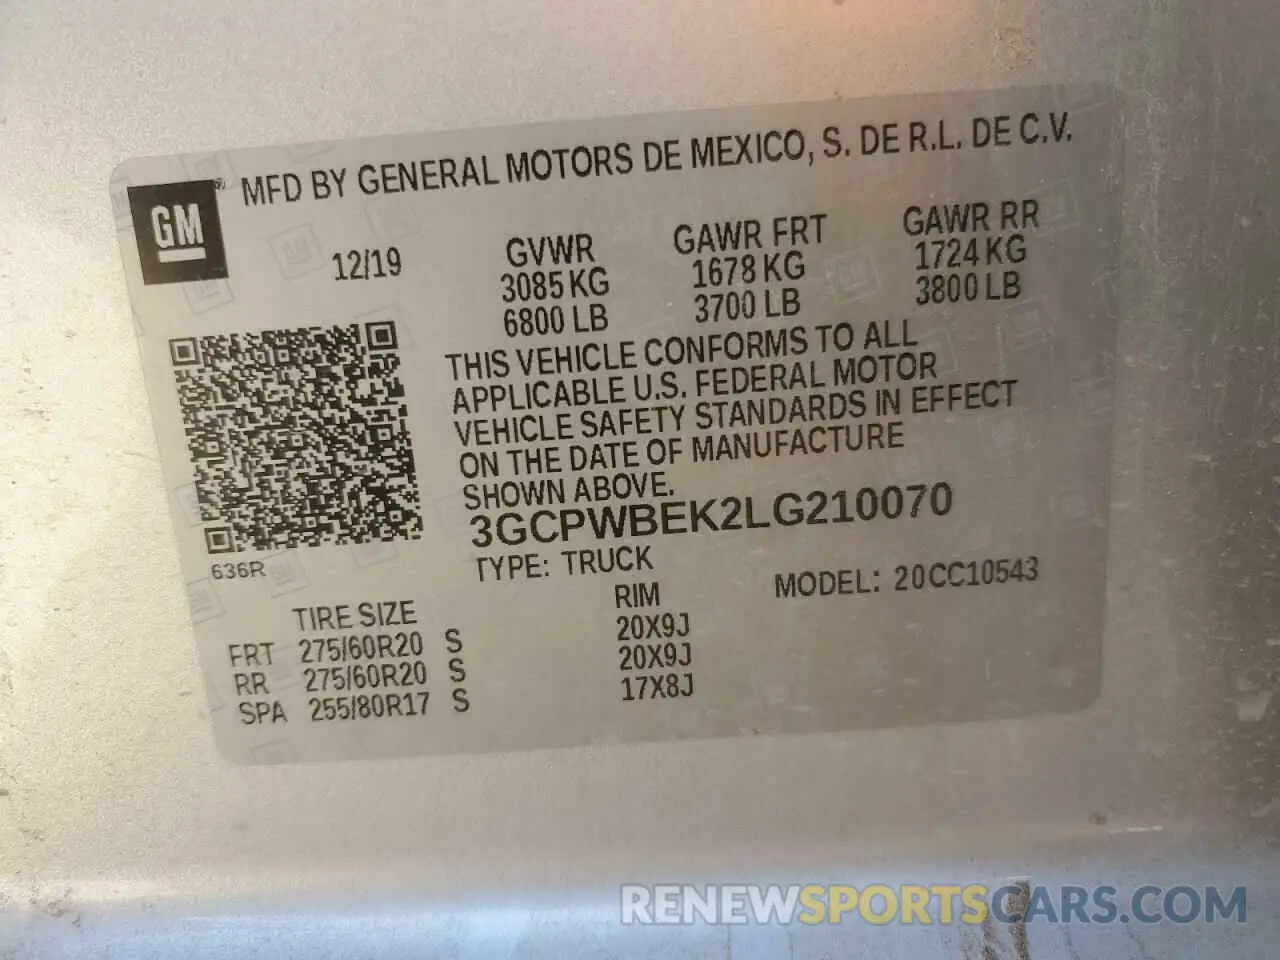 GM ® MFD BY GENERAL MOTORS DE MEXICO, S. DE R.L. DE C.V.
12/19
GVWR GAWR FRT GAWR RR
3085 KG 1678 KG 1724 KG
6800 LB 3700 LB 3800 LB
THIS VEHICLE CONFORMS TO ALL
APPLICABLE U.S. FEDERAL MOTOR
VEHICLE SAFETY STANDARDS IN EFFECT
ON THE DATE OF MANUFACTURE
SHOWN ABOVE.
3GCPWBEK2LG210070
636R
TYPE: TRUCK
MODEL: 20CC10543
TIRE SIZE RIM
FRT 275/60R20 S 20X9J
RR 275/60R20 S 20X9J
SPA 255/80R17 S 17X8J
RENEWSPORTSCARS.COM